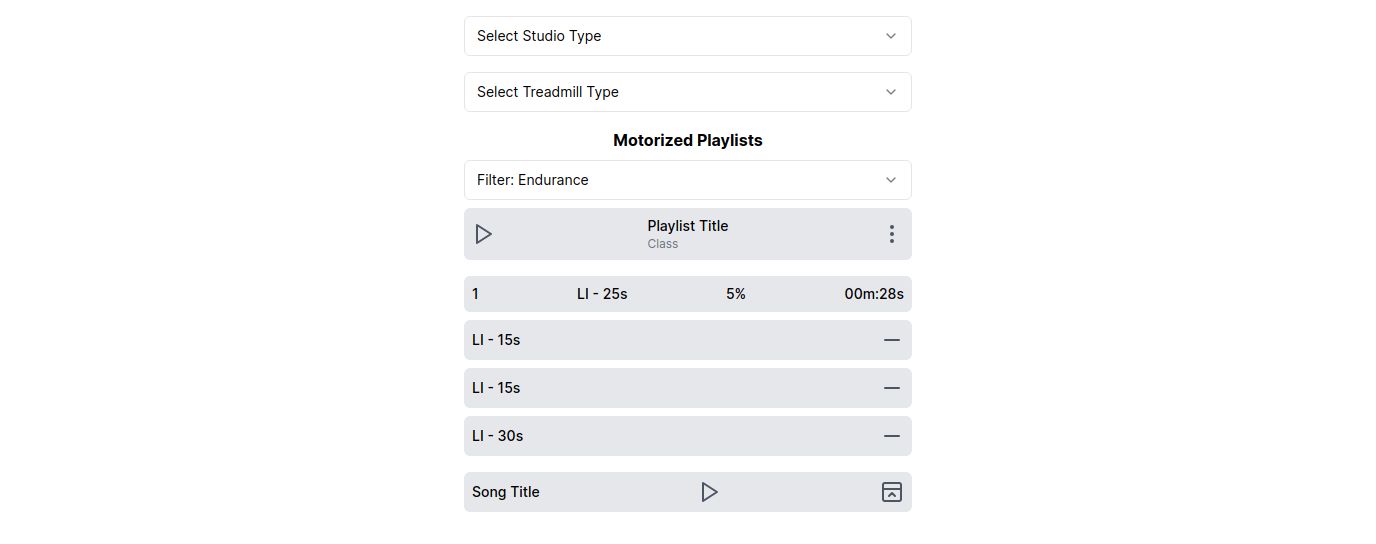 Select Studio Type
Select Treadmill Type
Motorized Playlists
Filter: Endurance
Playlist Title
Class
1 LI - 25s 5% 00m:28s
LI - 15s
LI - 15s
LI - 30s
Song Title